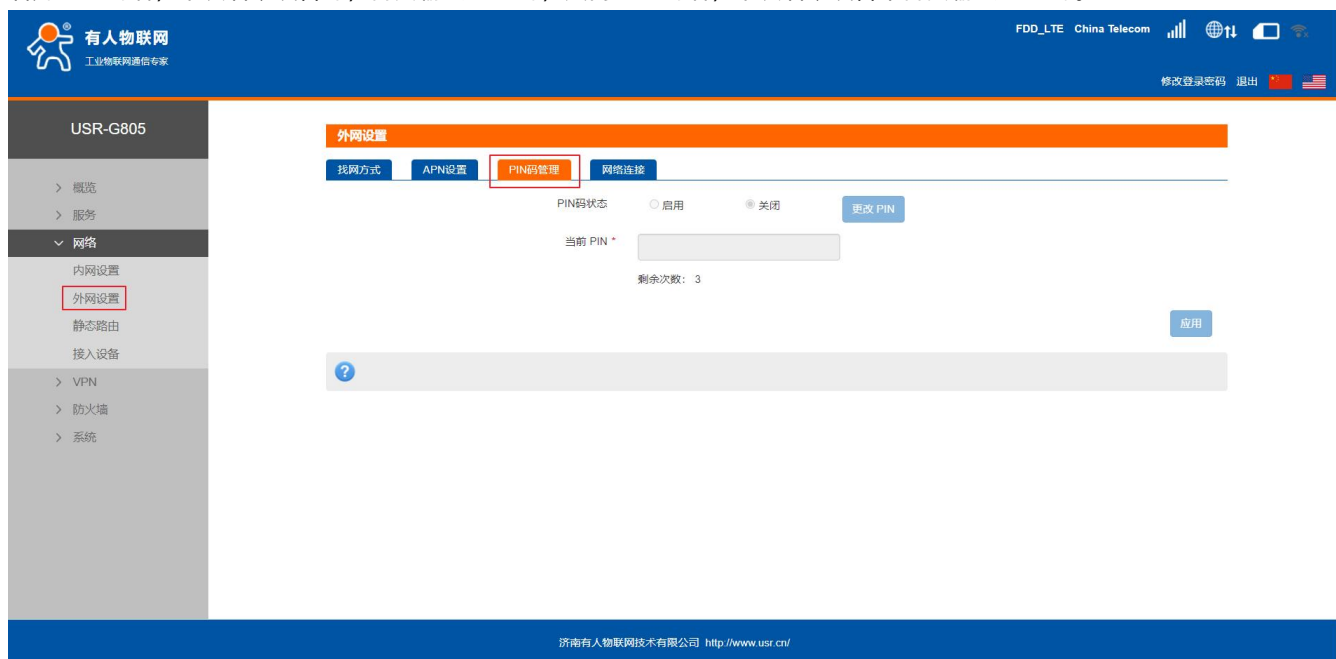 有人物联网
工业物联网通信专家
FDD_LTE China Telecom
修改登录密码 退出
USR-G805
概览
服务
网络
内网设置
外网设置
静态路由
接入设备
VPN
防火墙
系统
外网设置
找网方式 APN设置 PIN码管理 网络连接
PIN码状态 启用 关闭 更改 PIN
当前 PIN *
剩余次数: 3
应用
济南有人物联网技术有限公司 http://www.usr.cn/